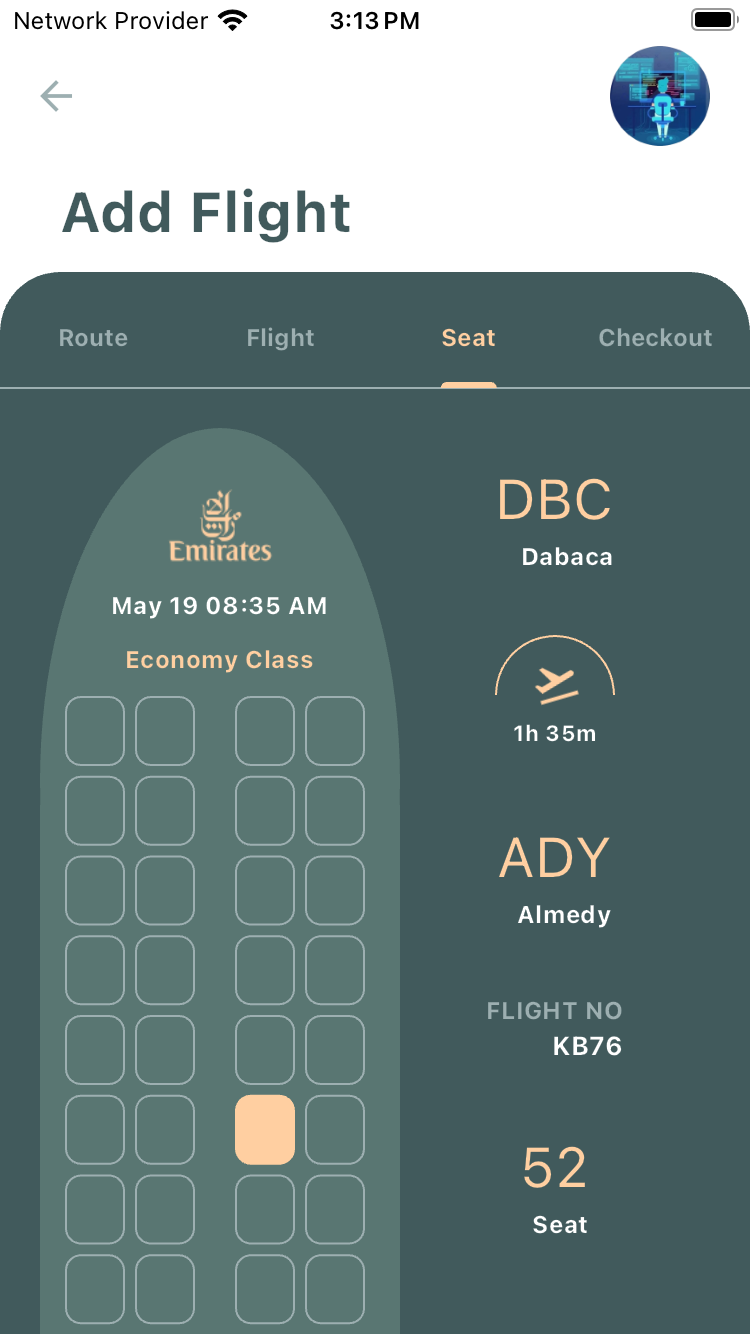 Network Provider 3:13 PM
Add Flight
Route Flight Seat Checkout
Emirates
May 19 08:35 AM
Economy Class
DBC
Dabaca
1h 35m
ADY
Almedy
FLIGHT NO
KB76
52
Seat